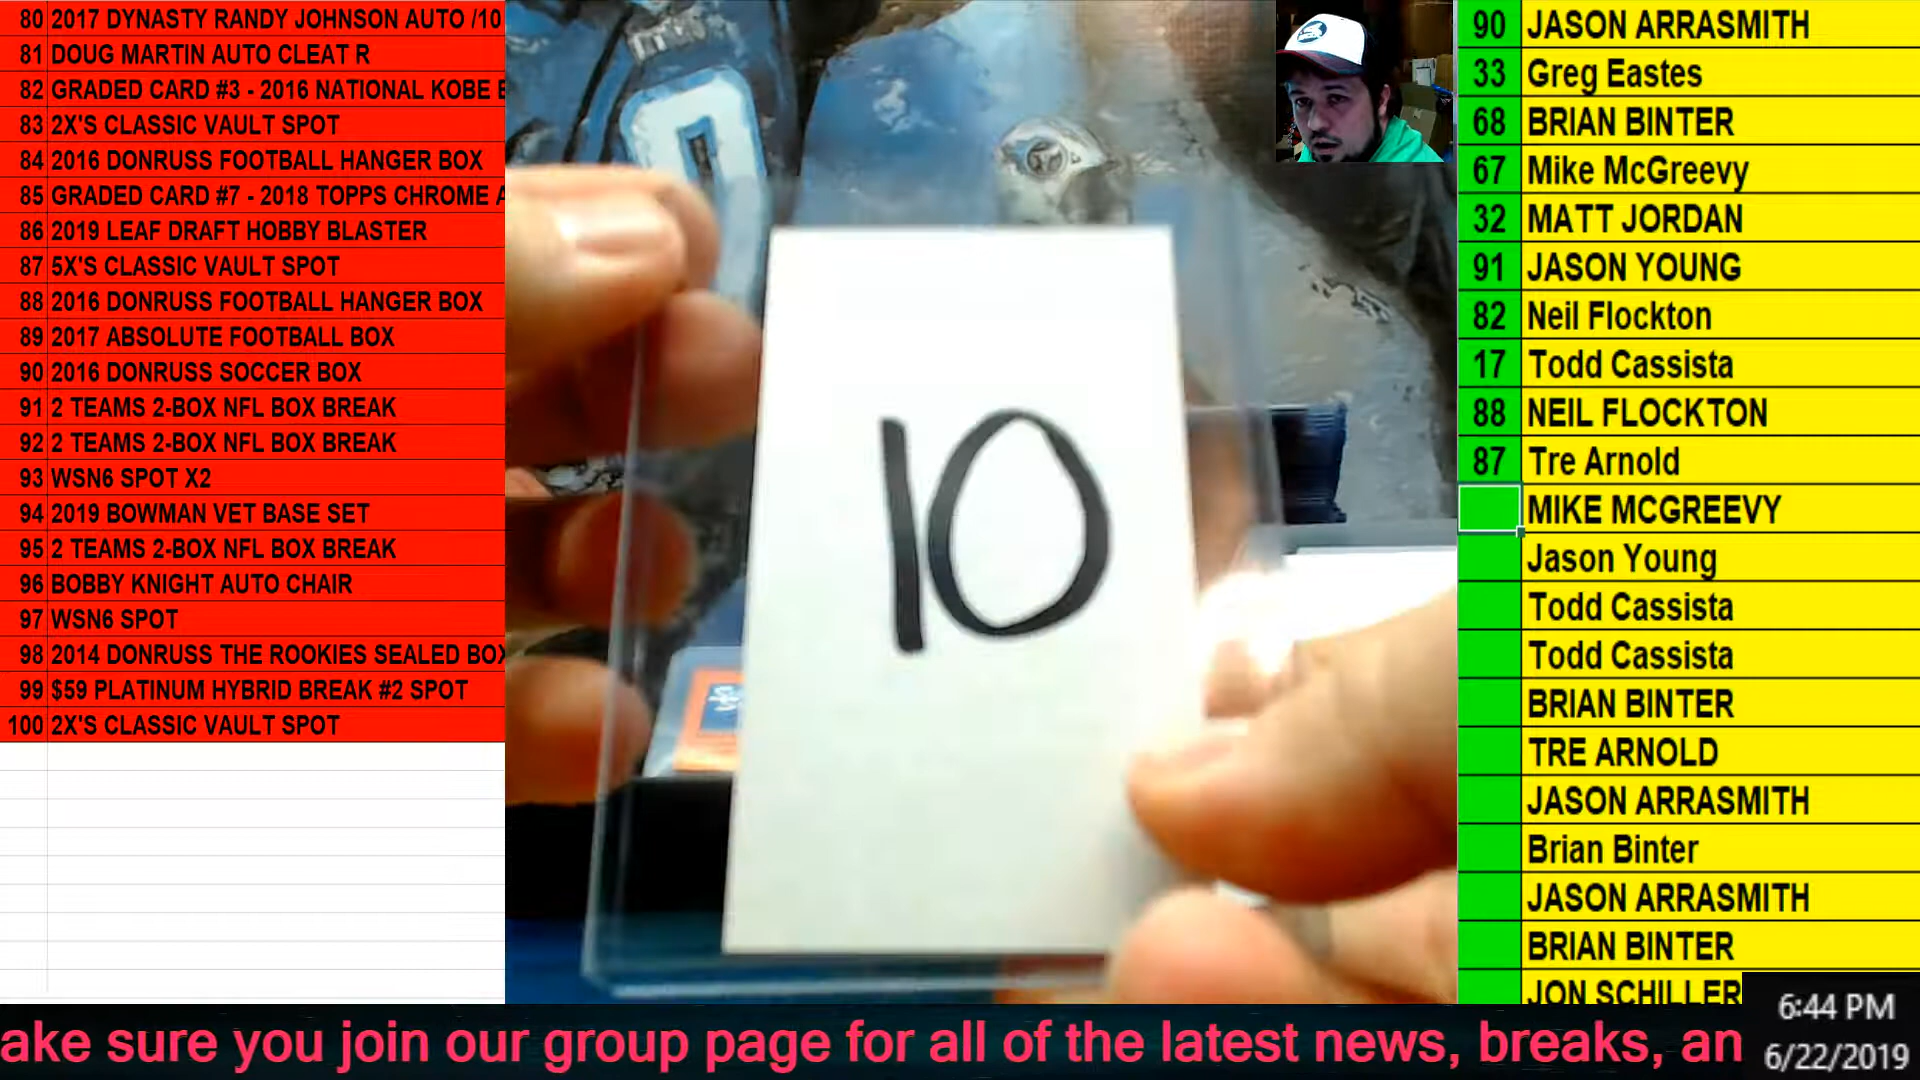 80 2017 DYNASTY RANDY JOHNSON AUTO /10
81 DOUG MARTIN AUTO CLEAT R
82 GRADED CARD #3 - 2016 NATIONAL KOBE
83 2X'S CLASSIC VAULT SPOT
84 2016 DONRUSS FOOTBALL HANGER BOX
85 GRADED CARD #7 - 2018 TOPPS CHROME
86 2019 LEAF DRAFT HOBBY BLASTER
87 5X'S CLASSIC VAULT SPOT
88 2016 DONRUSS FOOTBALL HANGER BOX
89 2017 ABSOLUTE FOOTBALL BOX
90 2016 DONRUSS SOCCER BOX
91 2 TEAMS 2-BOX NFL BOX BREAK
92 2 TEAMS 2-BOX NFL BOX BREAK
93 WSN6 SPOT X2
94 2019 BOWMAN VET BASE SET
95 2 TEAMS 2-BOX NFL BOX BREAK
96 BOBBY KNIGHT AUTO CHAIR
97 WSN6 SPOT
98 2014 DONRUSS THE ROOKIES SEALED BOX
99 $59 PLATINUM HYBRID BREAK #2 SPOT
100 2X'S CLASSIC VAULT SPOT
10
90 JASON ARRASMITH
33 Greg Eastes
68 BRIAN BINTER
67 Mike McGreevy
32 MATT JORDAN
91 JASON YOUNG
82 Neil Flockton
17 Todd Cassista
88 NEIL FLOCKTON
87 Tre Arnold
MIKE MCGREEVY
Jason Young
Todd Cassista
Todd Cassista
BRIAN BINTER
TRE ARNOLD
JASON ARRASMITH
Brian Binter
JASON ARRASMITH
BRIAN BINTER
JON SCHILLER
ake sure you join our group page for all of the latest news, breaks, an
6:44 PM
6/22/2019